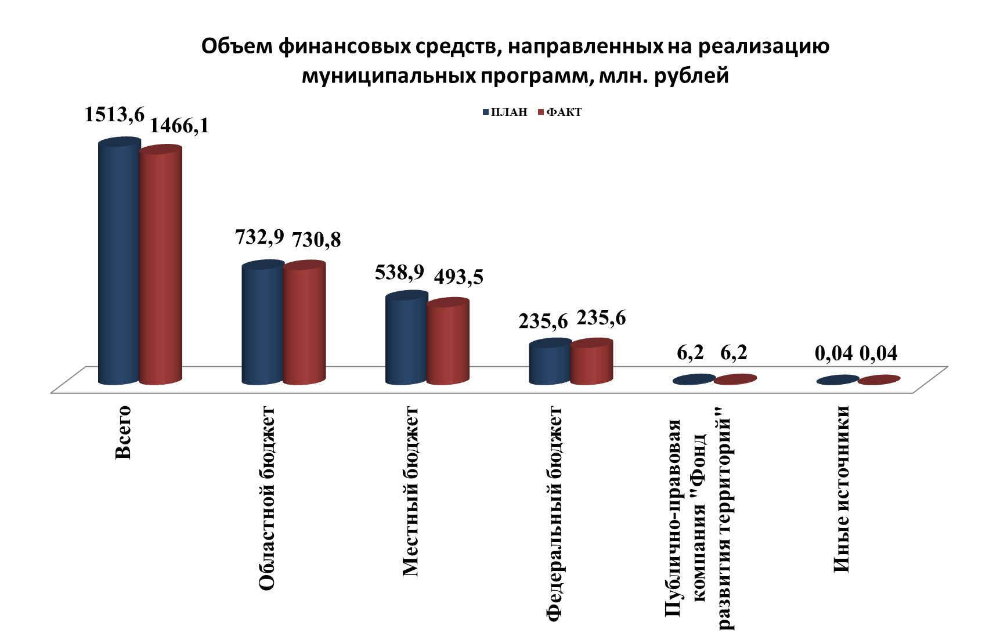 Объем финансовых средств, направленных на реализацию
муниципальных программ, млн. рублей
ПЛАН ФАКТ
1513,6 1466,1
732,9 730,8
538,9 493,5
235,6 235,6
6,2 6,2
0,04 0,04
Всего
Областной бюджет
Местный бюджет
Федеральный бюджет
Публично-правовая
компания "Фонд
развития территорий"
Иные источники